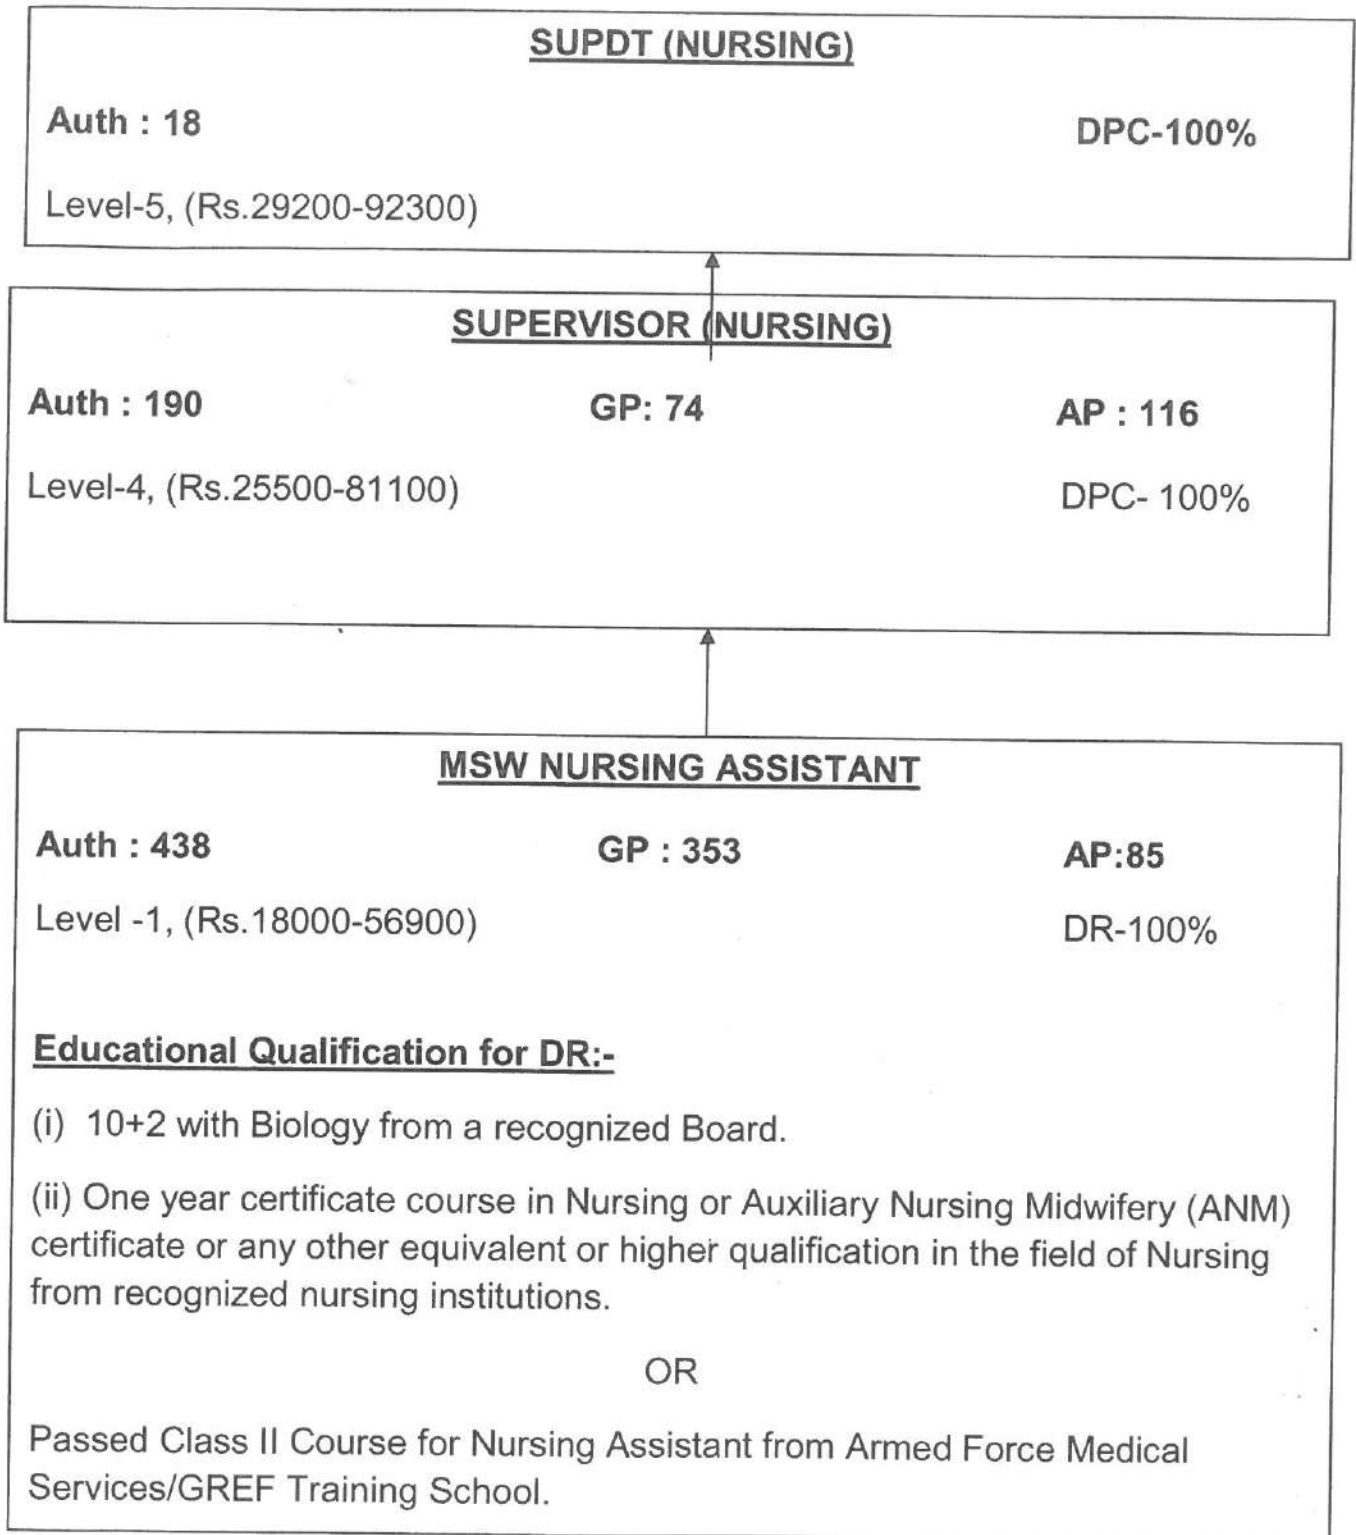 SUPDT (NURSING)
Auth : 18 DPC-100%
Level-5, (Rs.29200-92300)
SUPERVISOR (NURSING)
Auth : 190 GP: 74 AP : 116
Level-4, (Rs.25500-81100) DPC- 100%
MSW NURSING ASSISTANT
Auth : 438 GP : 353 AP:85
Level -1, (Rs.18000-56900) DR-100%
Educational Qualification for DR:-
(i) 10+2 with Biology from a recognized Board.
(ii) One year certificate course in Nursing or Auxiliary Nursing Midwifery (ANM)
certificate or any other equivalent or higher qualification in the field of Nursing
from recognized nursing institutions.
OR
Passed Class II Course for Nursing Assistant from Armed Force Medical
Services/GREF Training School.